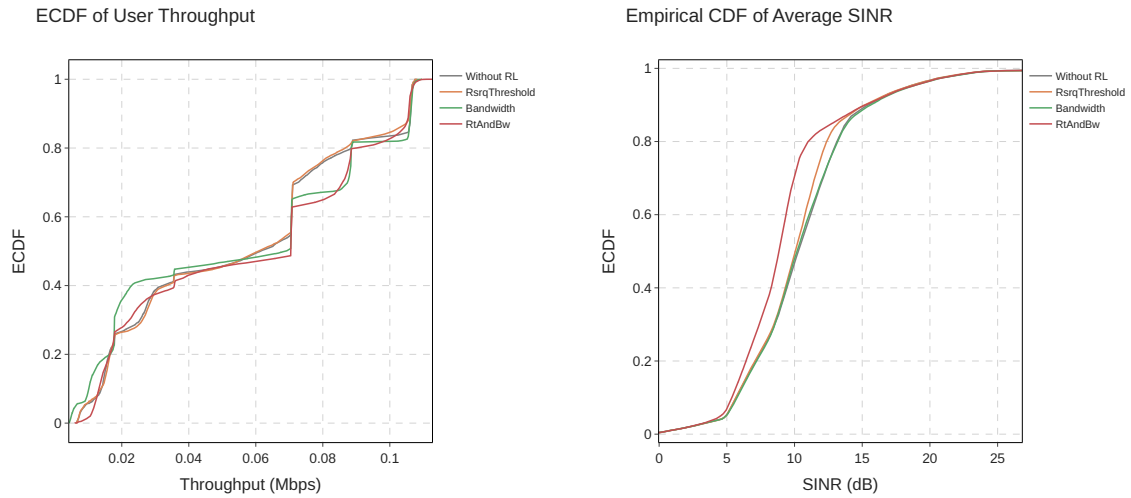 ECDF of User Throughput
1
0.8
0.6
0.4
0.2
0
ECDF
0.02
0.04
0.06
0.08
0.1
Throughput (Mbps)
Without RL
RsrqThreshold
Bandwidth
RtAndBw
Empirical CDF of Average SINR
1
0.8
0.6
0.4
0.2
0
ECDF
0
5
10
15
20
25
SINR (dB)
Without RL
RsrqThreshold
Bandwidth
RtAndBw